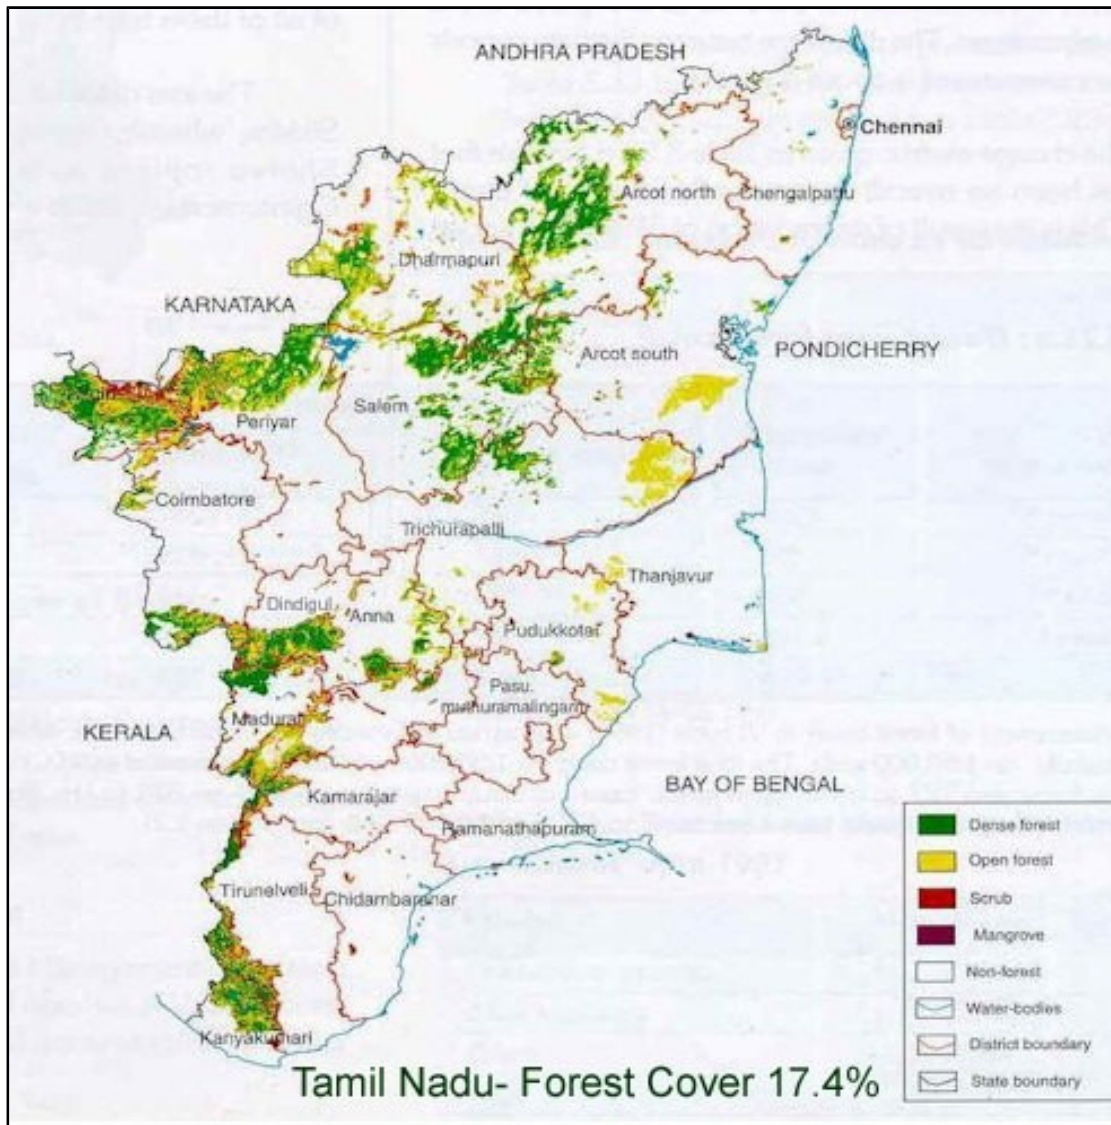 ANDHRA PRADESH
Chennai
Arcot north
Chengalpattu
Dharmapuri
KARNATAKA
Arcot south
PONDICHERRY
Salem
Periyar
Coimbatore
Trichurapalli
Thanjavur
Dindigul
Anna
Pudukkotai
Pasu.
muthuramalingam
Madurai
KERALA
BAY OF BENGAL
Kamarajar
Ramanathapuram
Tirunelveli
Chidambaranar
Kanyakumari
Dense forest
Open forest
Scrub
Mangrove
Non-forest
Water-bodies
District boundary
State boundary
Tamil Nadu- Forest Cover 17.4%